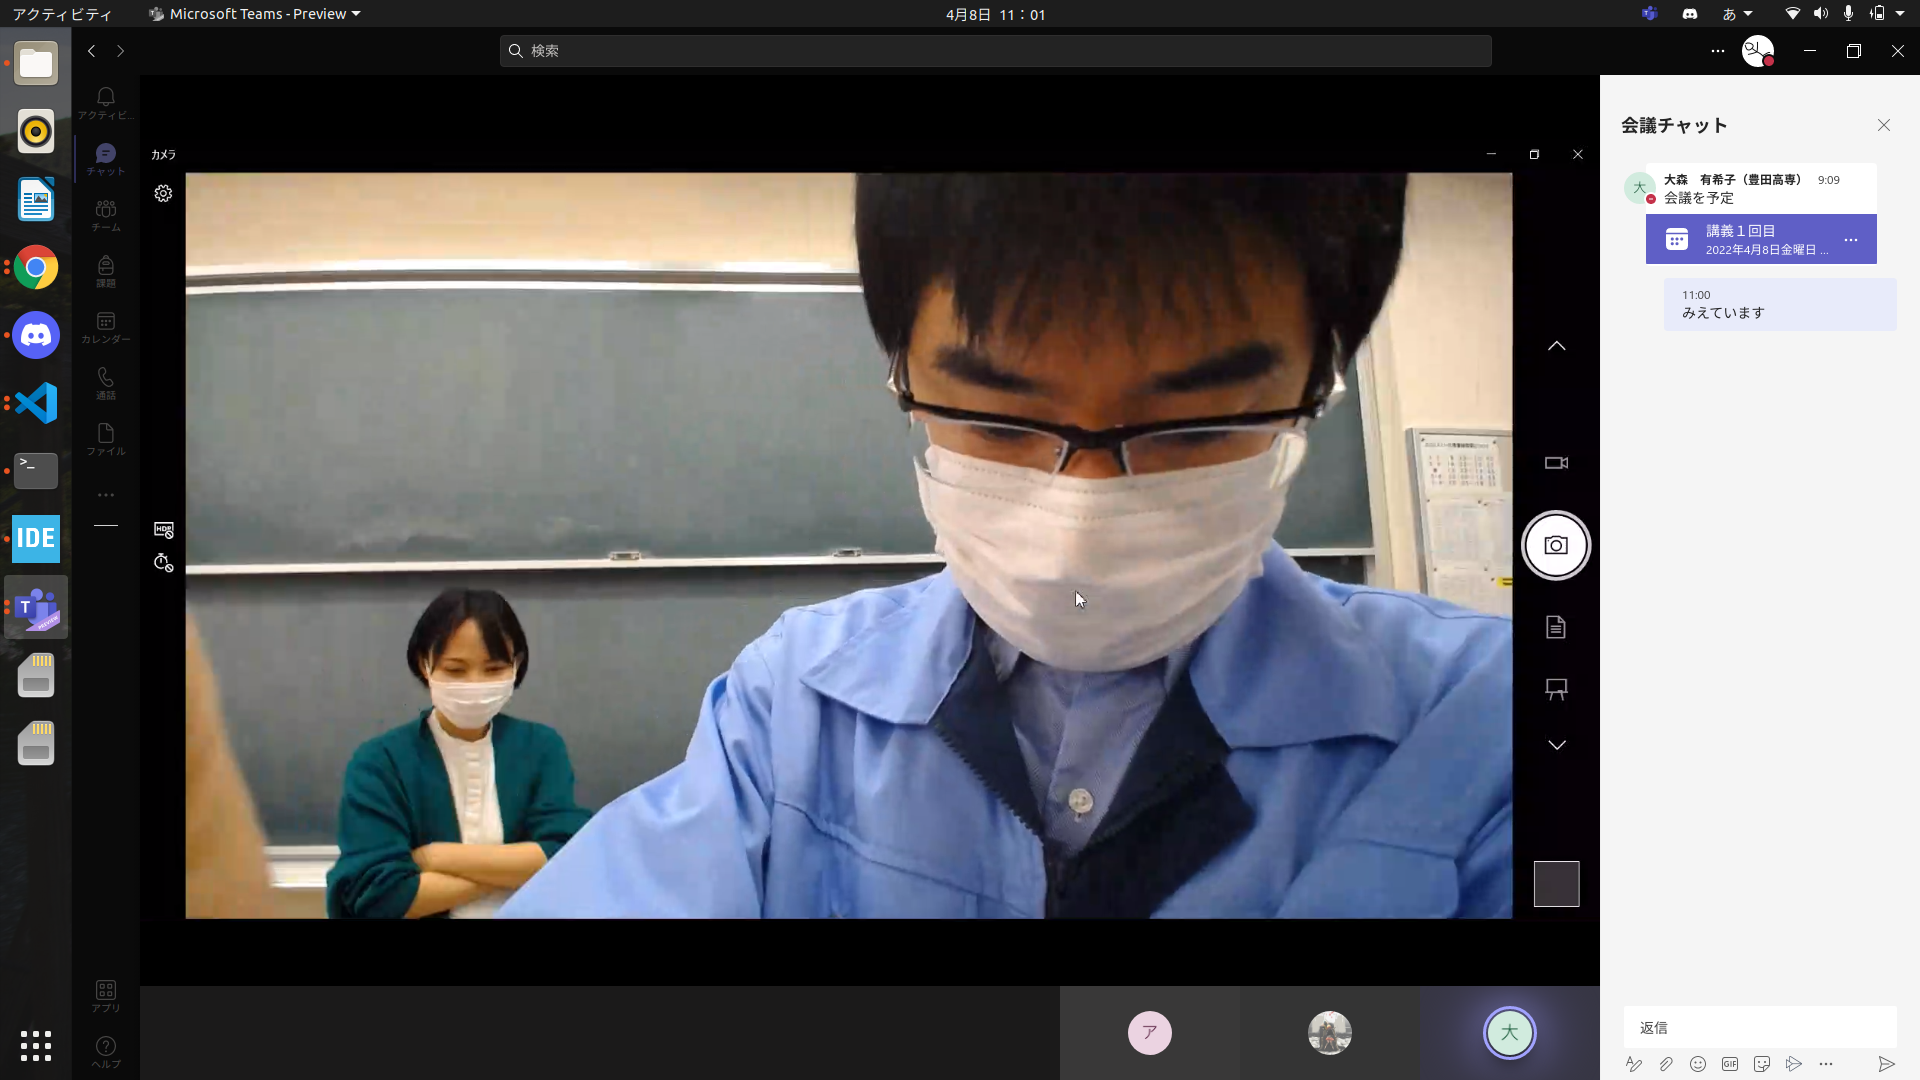 アクティビティ
Microsoft Teams - Preview
4月8日 11：01
あ
検索
アクティビ...
チャット
チーム
課題
カレンダー
通話
ファイル
アプリ
ヘルプ
IDE
T
PREVIEW
カメラ
HDR
ア
大
会議チャット
大
大森　有希子（豊田高専） 9:09
会議を予定
講義１回目
2022年4月8日金曜日 ...
11:00
みえています
返信
GIF